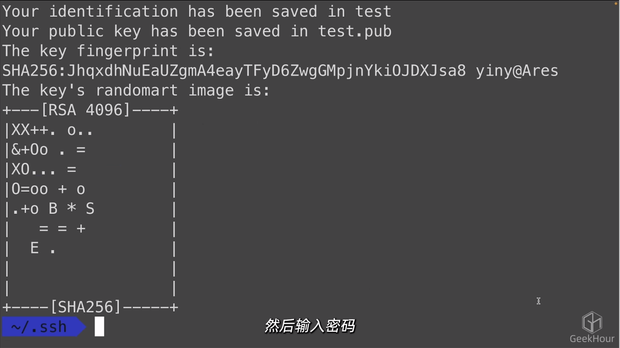 Your identification has been saved in test
Your public key has been saved in test.pub
The key fingerprint is:
SHA256:JhqxdhNuEaUZgmA4eayTFyD6ZwgGMpjnYkiOJDXJsa8 yiny@Ares
The key's randomart image is:
+---[RSA 4096]----+
|XX++. o..        |
|&+Oo . =         |
|XO... =          |
|O=oo + o         |
|.+o B * S        |
|   = = +         |
|  E .            |
|                 |
|                 |
+----[SHA256]-----+
~/.ssh
然后输入密码
GeekHour